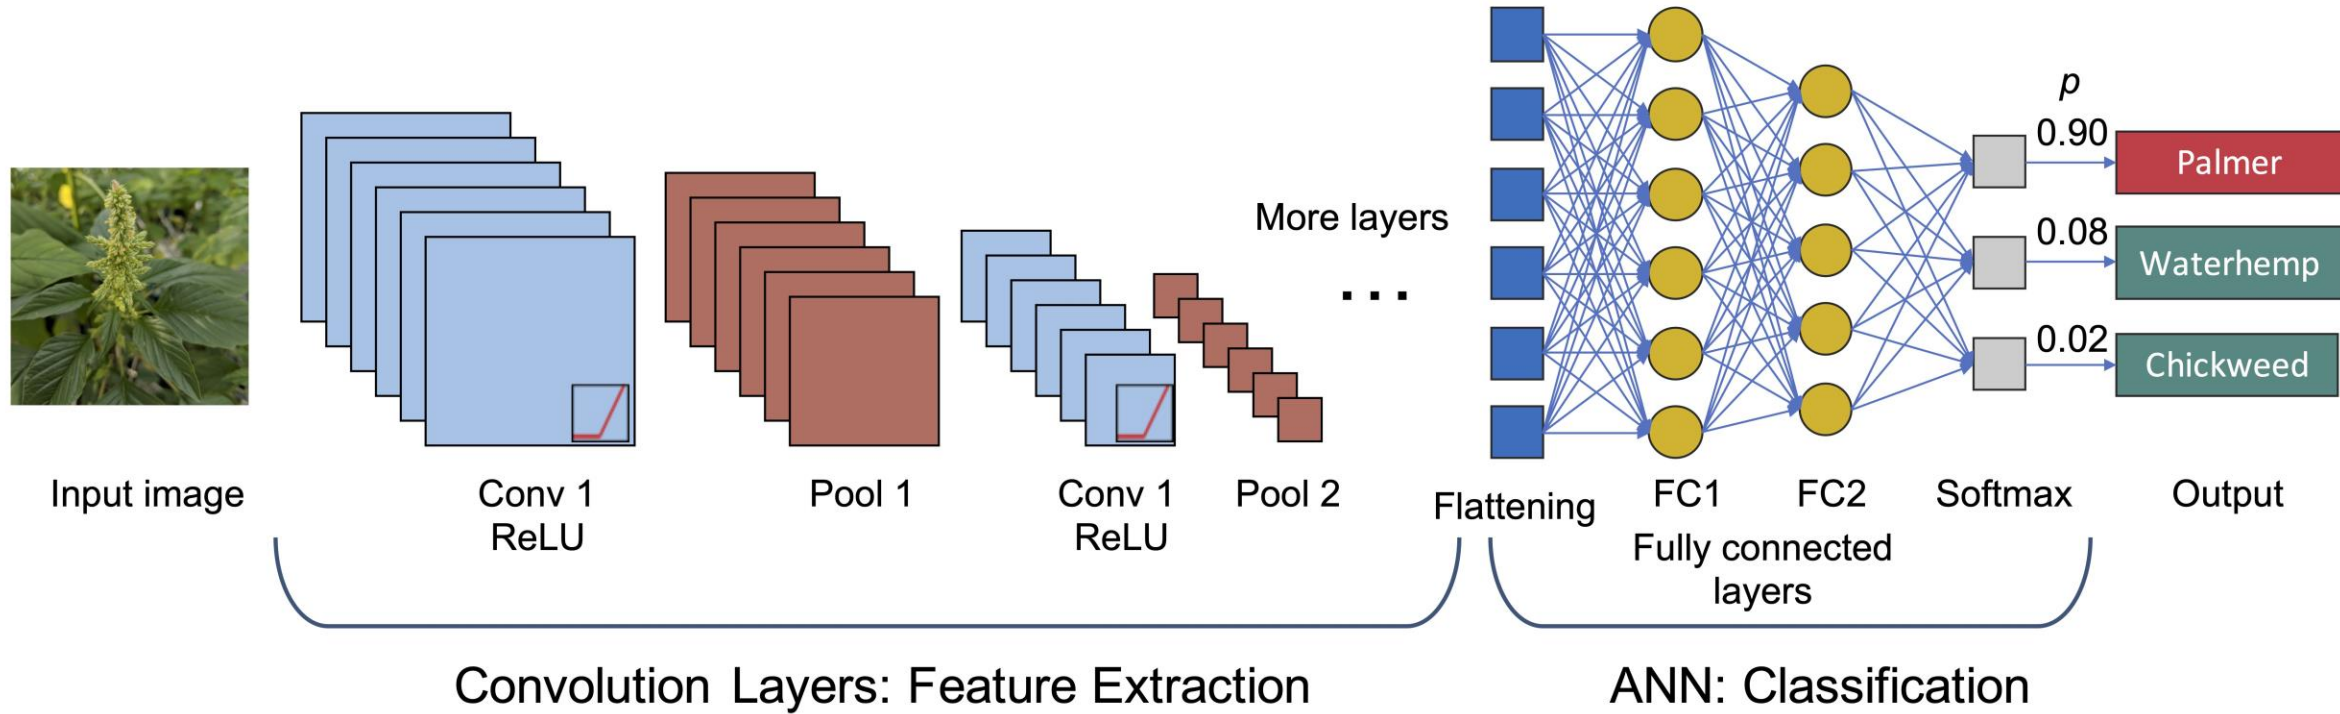 p
0.90
Palmer
0.08
Waterhemp
0.02
Chickweed
More layers
...
Input image
Conv 1
ReLU
Pool 1
Conv 1
ReLU
Pool 2
Flattening
FC1
FC2
Softmax
Output
Fully connected
layers
Convolution Layers: Feature Extraction
ANN: Classification